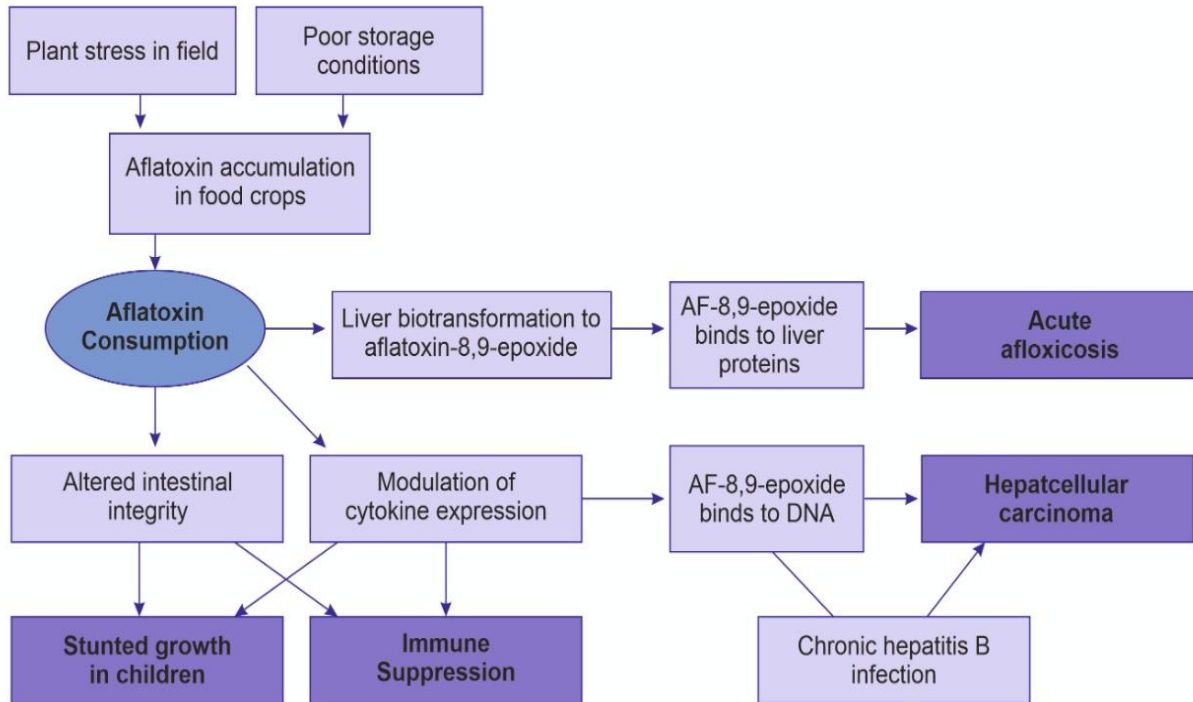 Plant stress in field
Poor storage
conditions
Aflatoxin accumulation
in food crops
Aflatoxin
Consumption
Liver biotransformation to
aflatoxin-8,9-epoxide
AF-8,9-epoxide
binds to liver
proteins
Acute
afloxicosis
Altered intestinal
integrity
Modulation of
cytokine expression
AF-8,9-epoxide
binds to DNA
Hepatcellular
carcinoma
Stunted growth
in children
Immune
Suppression
Chronic hepatitis B
infection